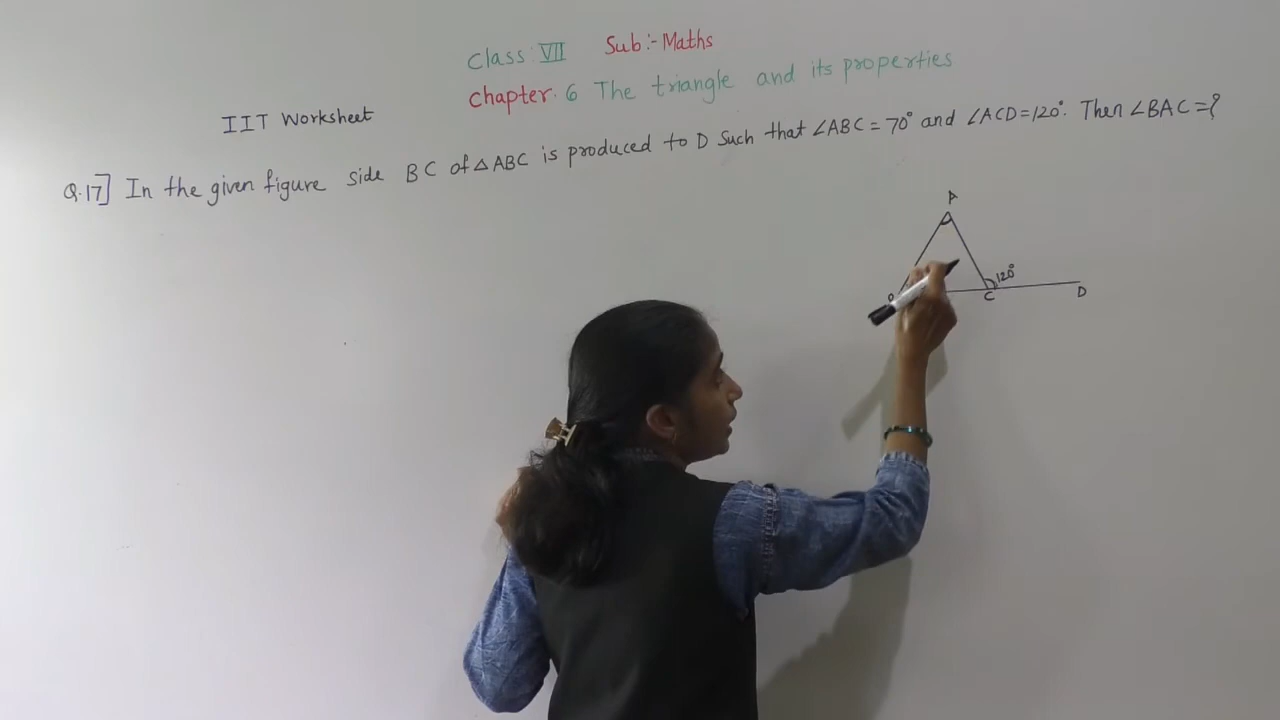 Class VII Sub:- Maths
Chapter. 6 The triangle and its properties
IIT Worksheet
Q.17] In the given figure side BC of △ABC is produced to D Such that ∠ABC = 70° and ∠ACD = 120°. Then ∠BAC = ?
A
120°
C
D